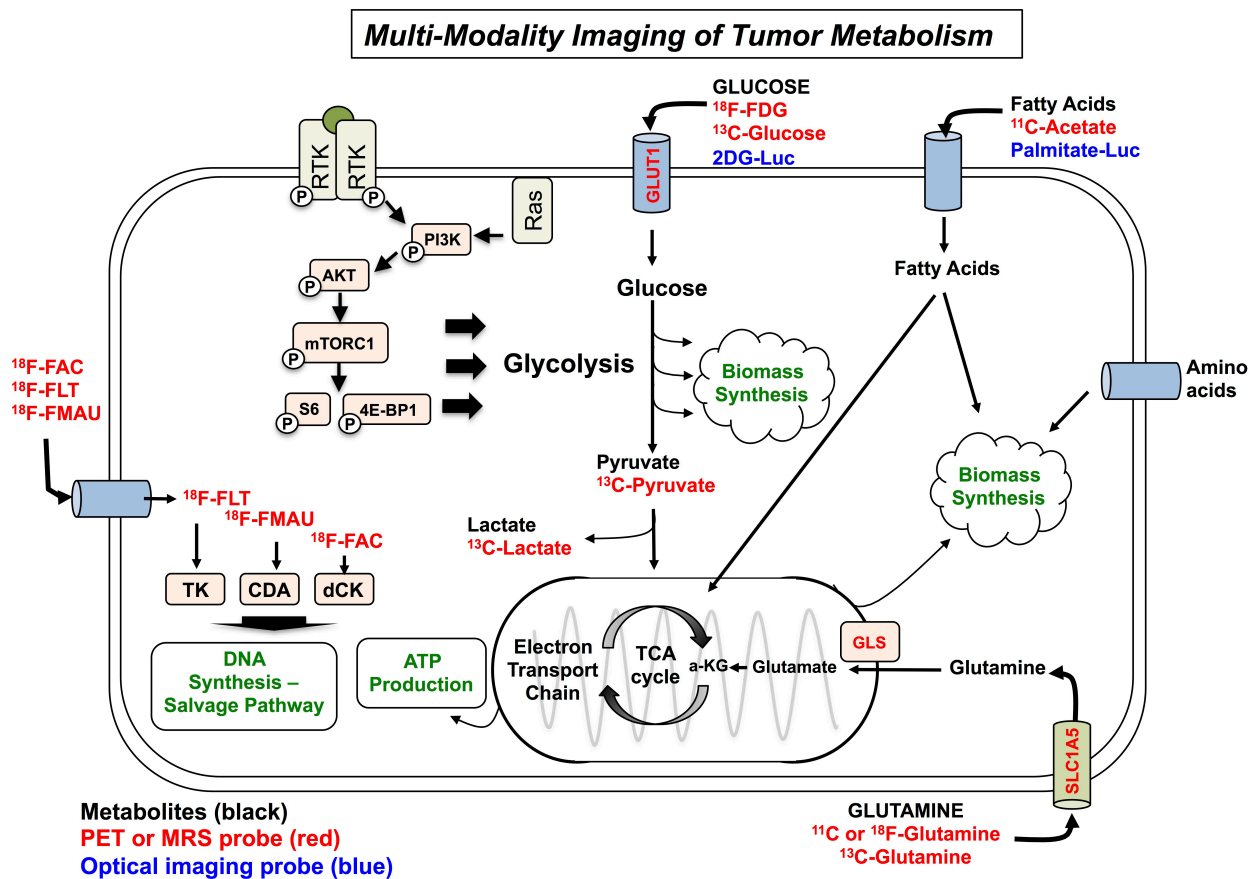 Multi-Modality Imaging of Tumor Metabolism
GLUCOSE
¹⁸F-FDG
¹³C-Glucose
2DG-Luc
Fatty Acids
¹¹C-Acetate
Palmitate-Luc
RTK
RTK
P
P
GLUT1
Ras
PI3K
P
AKT
P
mTORC1
P
S6
P
4E-BP1
P
Glucose
Glycolysis
Biomass
Synthesis
Fatty Acids
Amino
acids
Biomass
Synthesis
¹⁸F-FAC
¹⁸F-FLT
¹⁸F-FMAU
Pyruvate
¹³C-Pyruvate
Lactate
¹³C-Lactate
¹⁸F-FLT
¹⁸F-FMAU
¹⁸F-FAC
TK
CDA
dCK
DNA
Synthesis –
Salvage Pathway
ATP
Production
Electron
Transport
Chain
TCA
cycle
a-KG
Glutamate
GLS
Glutamine
SLC1A5
GLUTAMINE
¹¹C or ¹⁸F-Glutamine
¹³C-Glutamine
Metabolites (black)
PET or MRS probe (red)
Optical imaging probe (blue)